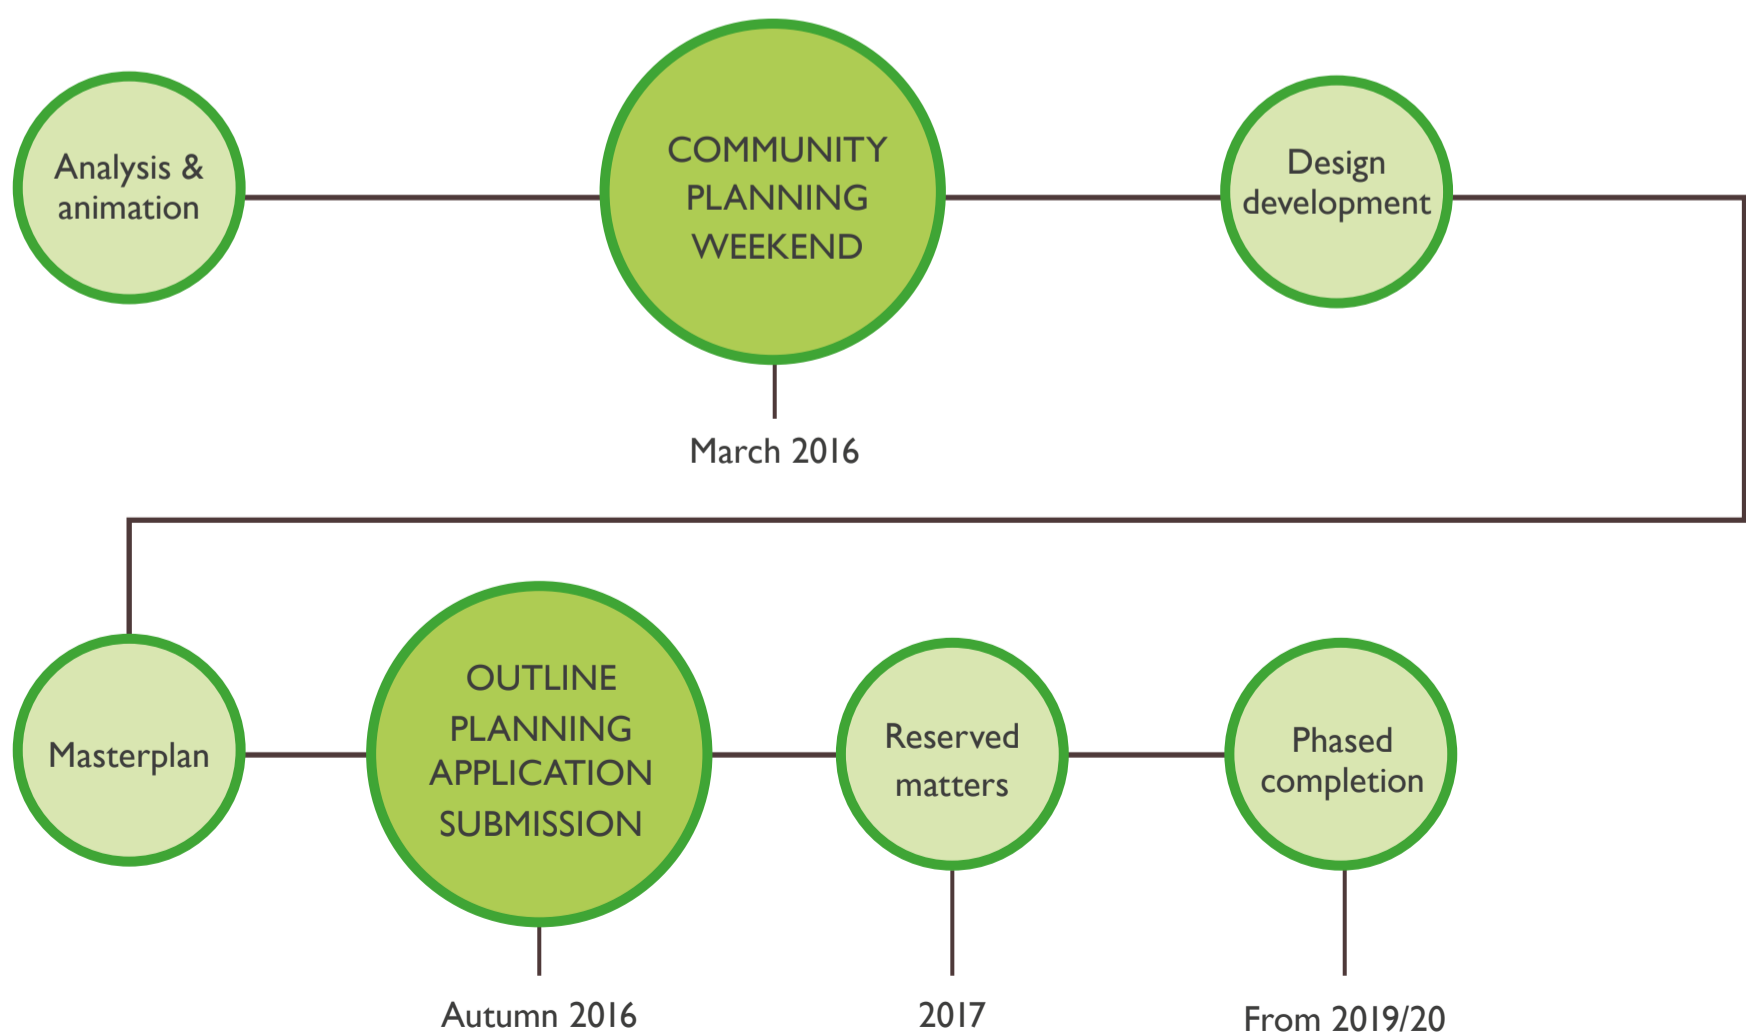 Analysis &
animation
COMMUNITY
PLANNING
WEEKEND
March 2016
Design
development
Masterplan
OUTLINE
PLANNING
APPLICATION
SUBMISSION
Autumn 2016
Reserved
matters
2017
Phased
completion
From 2019/20